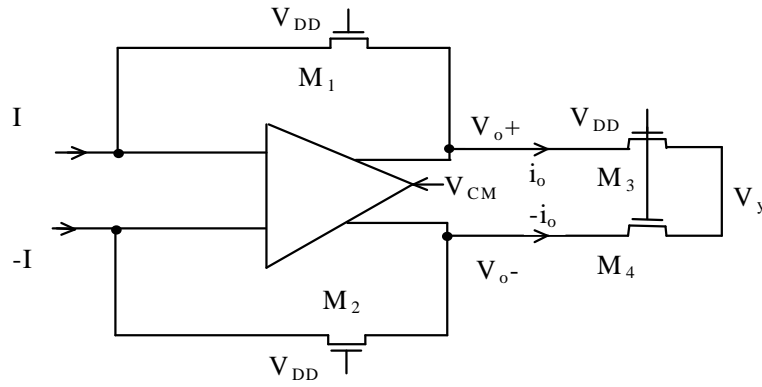 V_DD
M_1
I
V_o+
V_DD
i_o
M_3
V_CM
V_y
-i_o
-I
V_o-
M_4
M_2
V_DD